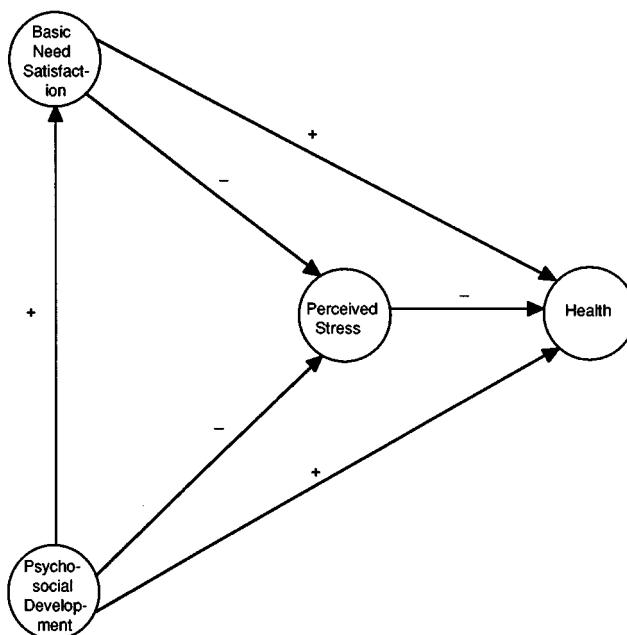 Basic
Need
Satisfact-
ion
+
–
+
Perceived
Stress
–
Health
–
+
Psycho-
social
Develop-
ment